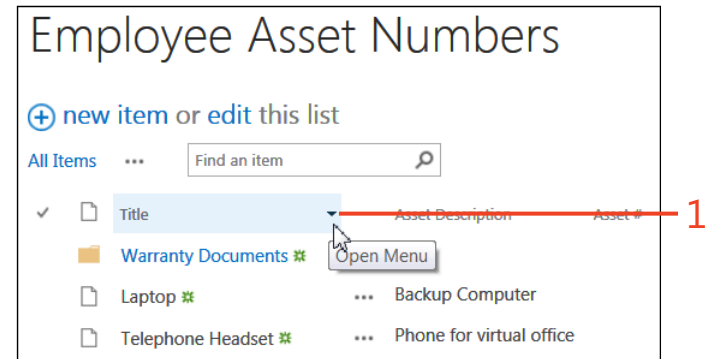 Employee Asset Numbers
new item or edit this list
All Items ... Find an item
Title Asset Description Asset # 1
Warranty Documents Open Menu
Laptop ... Backup Computer
Telephone Headset ... Phone for virtual office